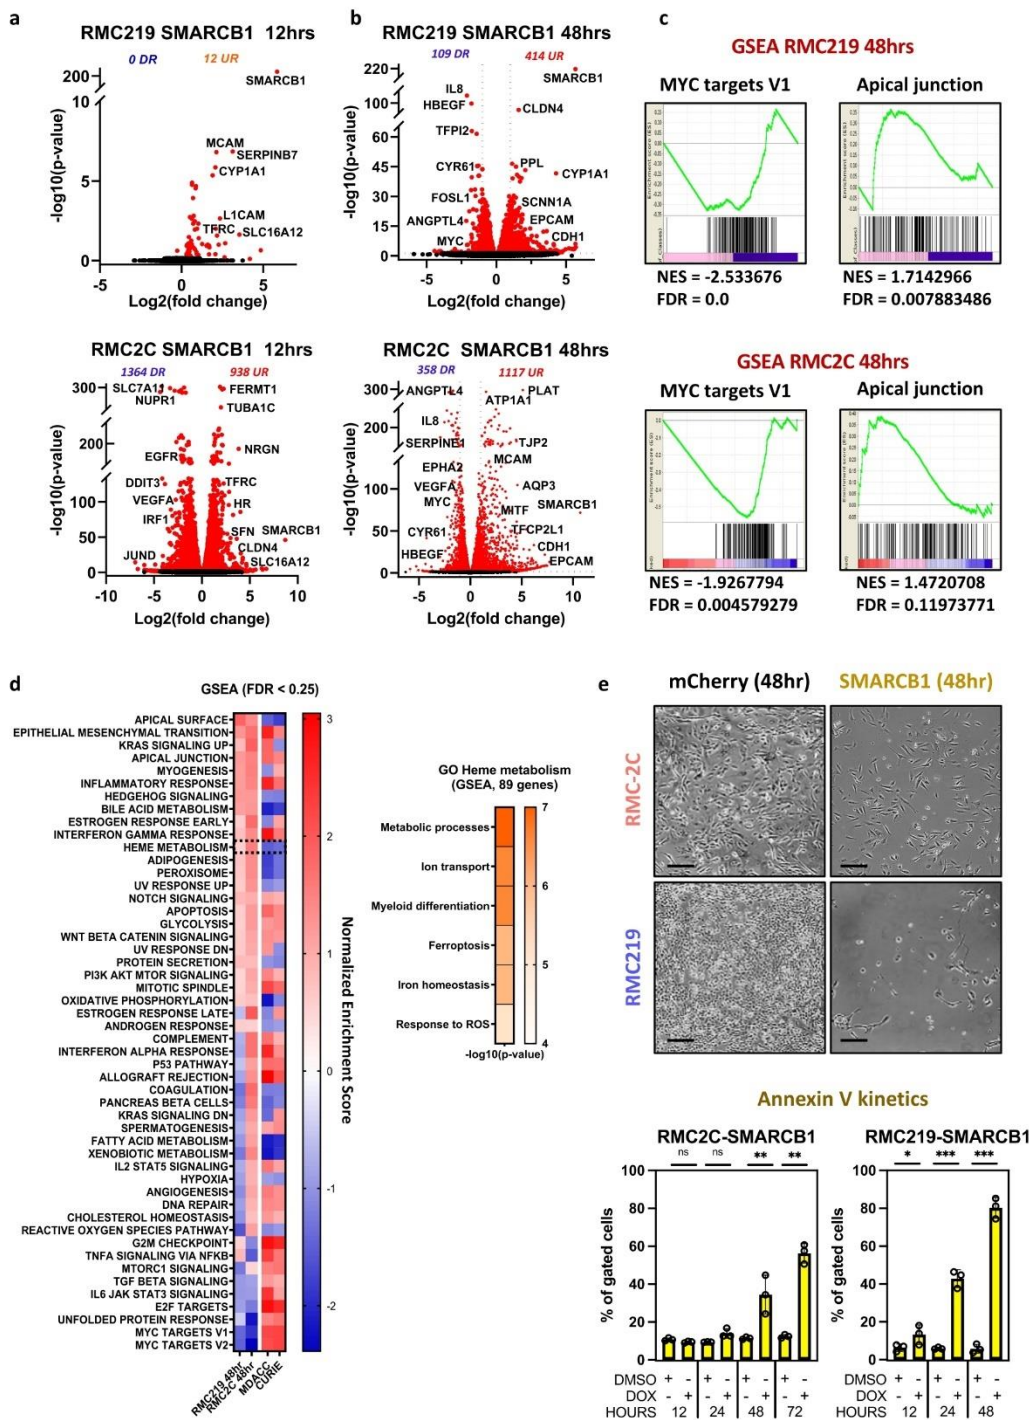 a
RMC219 SMARCB1 12hrs
0 DR
12 UR
200
SMARCB1
10
MCAM
SERPINB7
CYP1A1
5
L1CAM
TFRC
SLC16A12
0
-5
0
5
10
-log10(p-value)
Log2(fold change)
RMC2C SMARCB1 12hrs
1364 DR
938 UR
300
SLC7A11
FERMT1
NUPR1
TUBA1C
200
EGFR
NRGN
DDIT3
TFRC
100
VEGFA
HR
IRF1
50
SFN
SMARCB1
JUND
CLDN4
SLC16A12
0
-10
-5
0
5
10
-log10(p-value)
Log2(fold change)
b
RMC219 SMARCB1 48hrs
109 DR
414 UR
220
SMARCB1
IL8
100
HBEGF
CLDN4
TFPI2
60
45
CYR61
PPL
CYP1A1
30
FOSL1
SCNN1A
ANGPTL4
EPCAM
15
MYC
CDH1
0
-5
0
5
-log10(p-value)
Log2(fold change)
RMC2C SMARCB1 48hrs
358 DR
1117 UR
300
ANGPTL4
PLAT
ATP1A1
IL8
200
SERPINE1
TJP2
EPHA2
MCAM
100
VEGFA
AQP3
MYC
MITF
SMARCB1
50
CYR61
TFCP2L1
HBEGF
CDH1
EPCAM
0
-5
0
5
10
-log10(p-value)
Log2(fold change)
c
GSEA RMC219 48hrs
MYC targets V1
Apical junction
NES = -2.533676
NES = 1.7142966
FDR = 0.0
FDR = 0.007883486
GSEA RMC2C 48hrs
MYC targets V1
Apical junction
NES = -1.9267794
NES = 1.4720708
FDR = 0.004579279
FDR = 0.11973771
d
GSEA (FDR < 0.25)
APICAL SURFACE
EPITHELIAL MESENCHYMAL TRANSITION
KRAS SIGNALING UP
APICAL JUNCTION
MYOGENESIS
INFLAMMATORY RESPONSE
HEDGEHOG SIGNALING
BILE ACID METABOLISM
ESTROGEN RESPONSE EARLY
INTERFERON GAMMA RESPONSE
HEME METABOLISM
ADIPOGENESIS
PEROXISOME
UV RESPONSE UP
NOTCH SIGNALING
APOPTOSIS
GLYCOLYSIS
WNT BETA CATENIN SIGNALING
UV RESPONSE DN
PROTEIN SECRETION
PI3K AKT MTOR SIGNALING
MITOTIC SPINDLE
OXIDATIVE PHOSPHORYLATION
ESTROGEN RESPONSE LATE
ANDROGEN RESPONSE
COMPLEMENT
INTERFERON ALPHA RESPONSE
P53 PATHWAY
ALLOGRAFT REJECTION
COAGULATION
PANCREAS BETA CELLS
KRAS SIGNALING DN
SPERMATOGENESIS
FATTY ACID METABOLISM
XENOBIOTIC METABOLISM
IL2 STAT5 SIGNALING
HYPOXIA
ANGIOGENESIS
DNA REPAIR
CHOLESTEROL HOMEOSTASIS
REACTIVE OXYGEN SPECIES PATHWAY
G2M CHECKPOINT
TNFA SIGNALING VIA NFKB
MTORC1 SIGNALING
TGF BETA SIGNALING
IL6 JAK STAT3 SIGNALING
E2F TARGETS
UNFOLDED PROTEIN RESPONSE
MYC TARGETS V1
MYC TARGETS V2
RMC219 48hr
RMC2C 48hr
MDACC
CURIE
3
2
1
0
-1
-2
Normalized Enrichment Score
GO Heme metabolism
(GSEA, 89 genes)
Metabolic processes
Ion transport
Myeloid differentiation
Ferroptosis
Iron homeostasis
Response to ROS
7
6
5
4
-log10(p-value)
e
mCherry (48hr)
SMARCB1 (48hr)
RMC-2C
RMC219
Annexin V kinetics
RMC2C-SMARCB1
RMC219-SMARCB1
ns
ns
**
**
*
***
***
% of gated cells
100
80
60
40
20
0
% of gated cells
100
80
60
40
20
0
DMSO + - + - + - + -
+ - + - + -
DOX - + - + - + - +
- + - + - +
HOURS 12 24 48 72
12 24 48